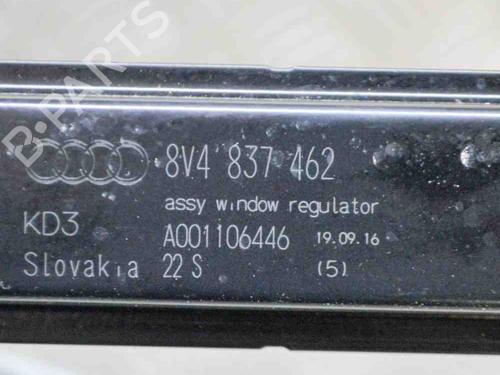 B-PARTS
8V4 837 462
assy window regulator
KD3 A001106446 19.09.16
Slovakia 22 S (5)